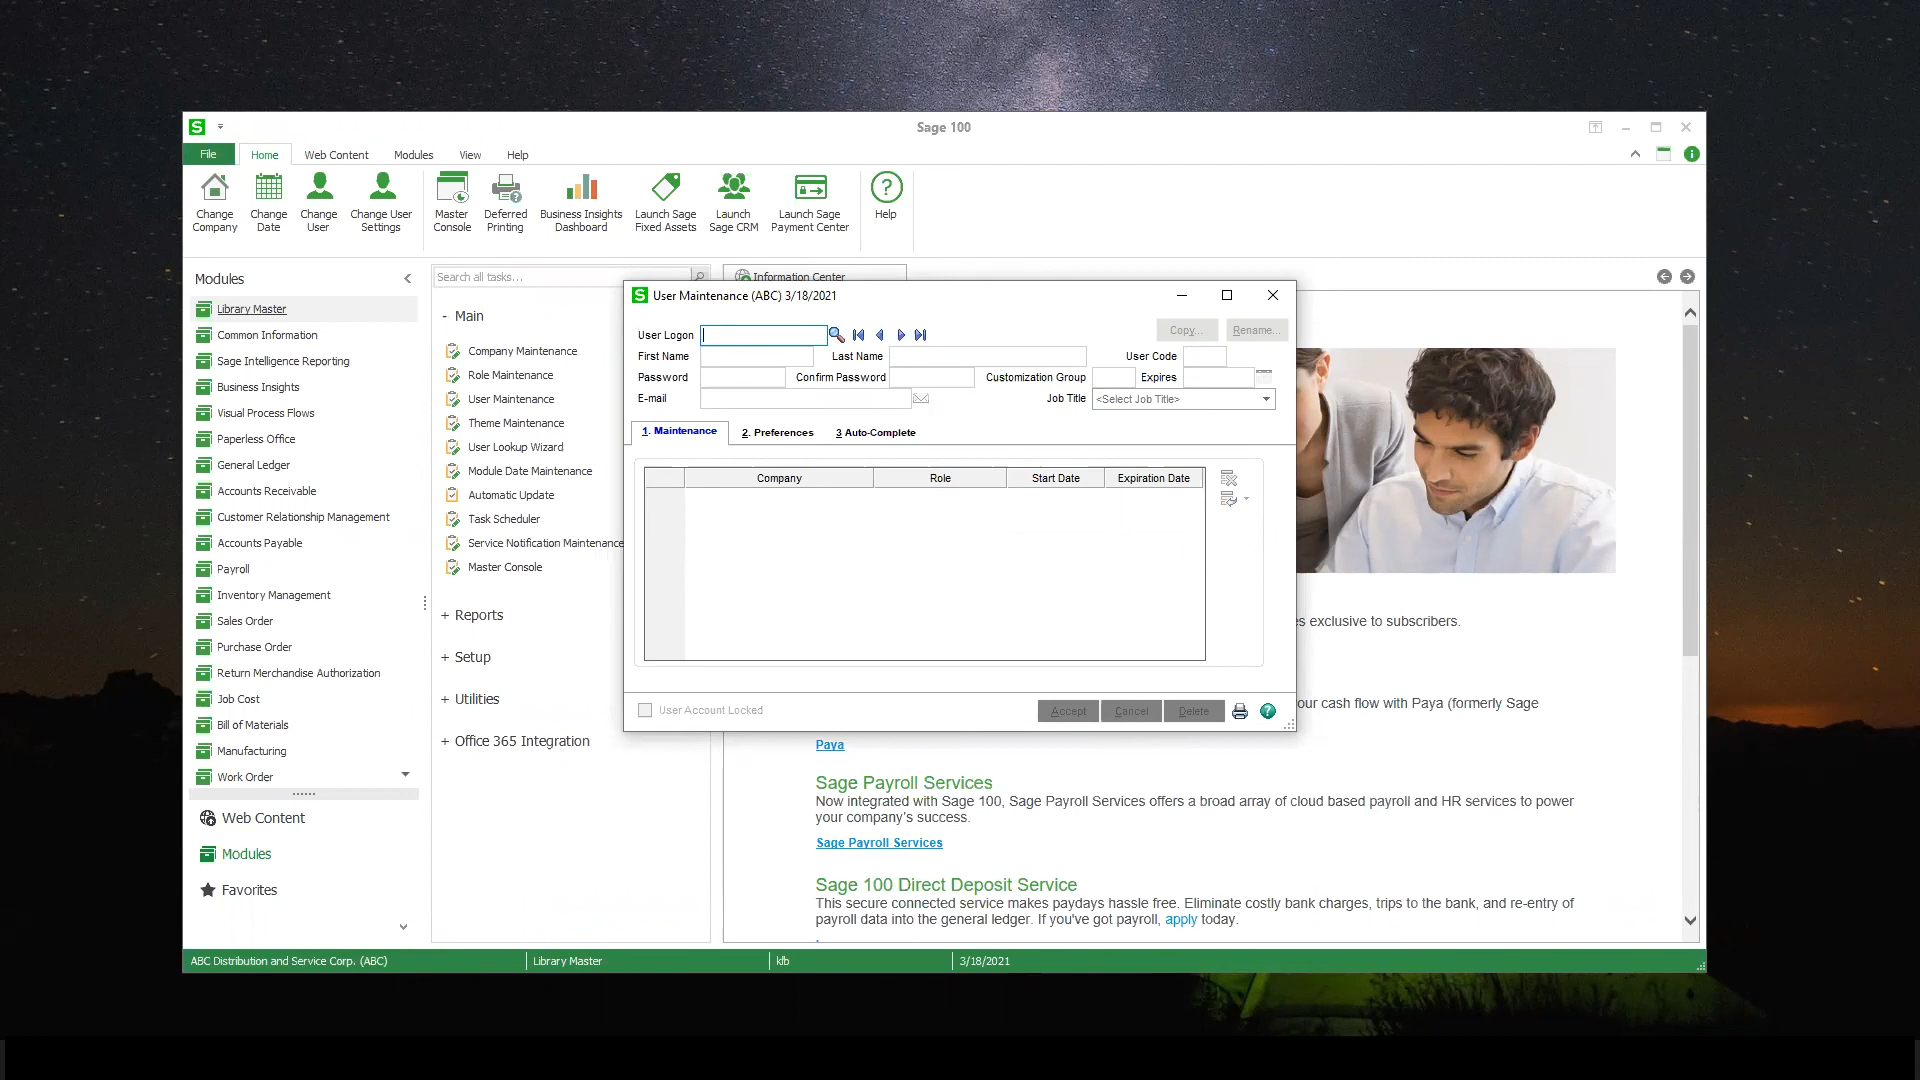 S
Sage 100
File Home Web Content Modules View Help
Change Company
Change Date
Change User
Change User Settings
Master Console
Deferred Printing
Business Insights Dashboard
Launch Sage Fixed Assets
Launch Sage CRM
Launch Sage Payment Center
Help
Modules
Library Master
Common Information
Sage Intelligence Reporting
Business Insights
Visual Process Flows
Paperless Office
General Ledger
Accounts Receivable
Customer Relationship Management
Accounts Payable
Payroll
Inventory Management
Sales Order
Purchase Order
Return Merchandise Authorization
Job Cost
Bill of Materials
Manufacturing
Work Order
Web Content
Modules
Favorites
Search all tasks...
- Main
Company Maintenance
Role Maintenance
User Maintenance
Theme Maintenance
User Lookup Wizard
Module Date Maintenance
Automatic Update
Task Scheduler
Service Notification Maintenance
Master Console
+ Reports
+ Setup
+ Utilities
+ Office 365 Integration
Information Center
S User Maintenance (ABC) 3/18/2021
User Logon Copy... Rename...
First Name Last Name User Code
Password Confirm Password Customization Group Expires
E-mail Job Title <Select Job Title>
1. Maintenance 2. Preferences 3 Auto-Complete
Company Role Start Date Expiration Date
User Account Locked Accept Cancel Delete
es exclusive to subscribers.
our cash flow with Paya (formerly Sage
Paya
Sage Payroll Services
Now integrated with Sage 100, Sage Payroll Services offers a broad array of cloud based payroll and HR services to power
your company's success.
Sage Payroll Services
Sage 100 Direct Deposit Service
This secure connected service makes paydays hassle free. Eliminate costly bank charges, trips to the bank, and re-entry of
payroll data into the general ledger. If you've got payroll, apply today.
ABC Distribution and Service Corp. (ABC) Library Master kfb 3/18/2021